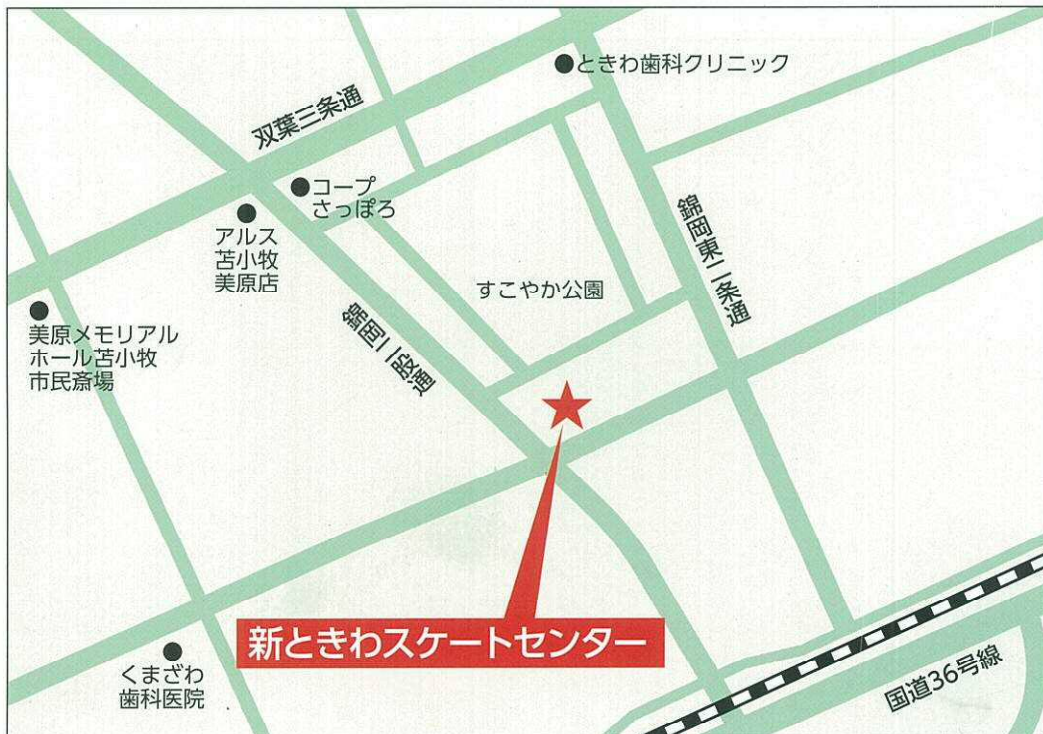 ときわ歯科クリニック
双葉三条通
コープ
さっぽろ
アルス
苫小牧
美原店
錦岡東二条通
すこやか公園
美原メモリアル
ホール苫小牧
市民斎場
錦岡二股通
新ときわスケートセンター
くまざわ
歯科医院
国道36号線